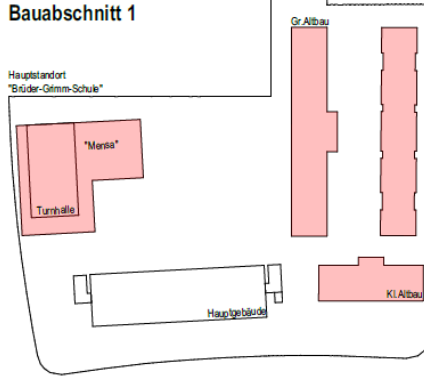 Bauabschnitt 1
Gr.Altbau
Hauptstandort
"Brüder-Grimm-Schule"
"Mensa"
Turnhalle
Kl.Altbau
Hauptgebäude